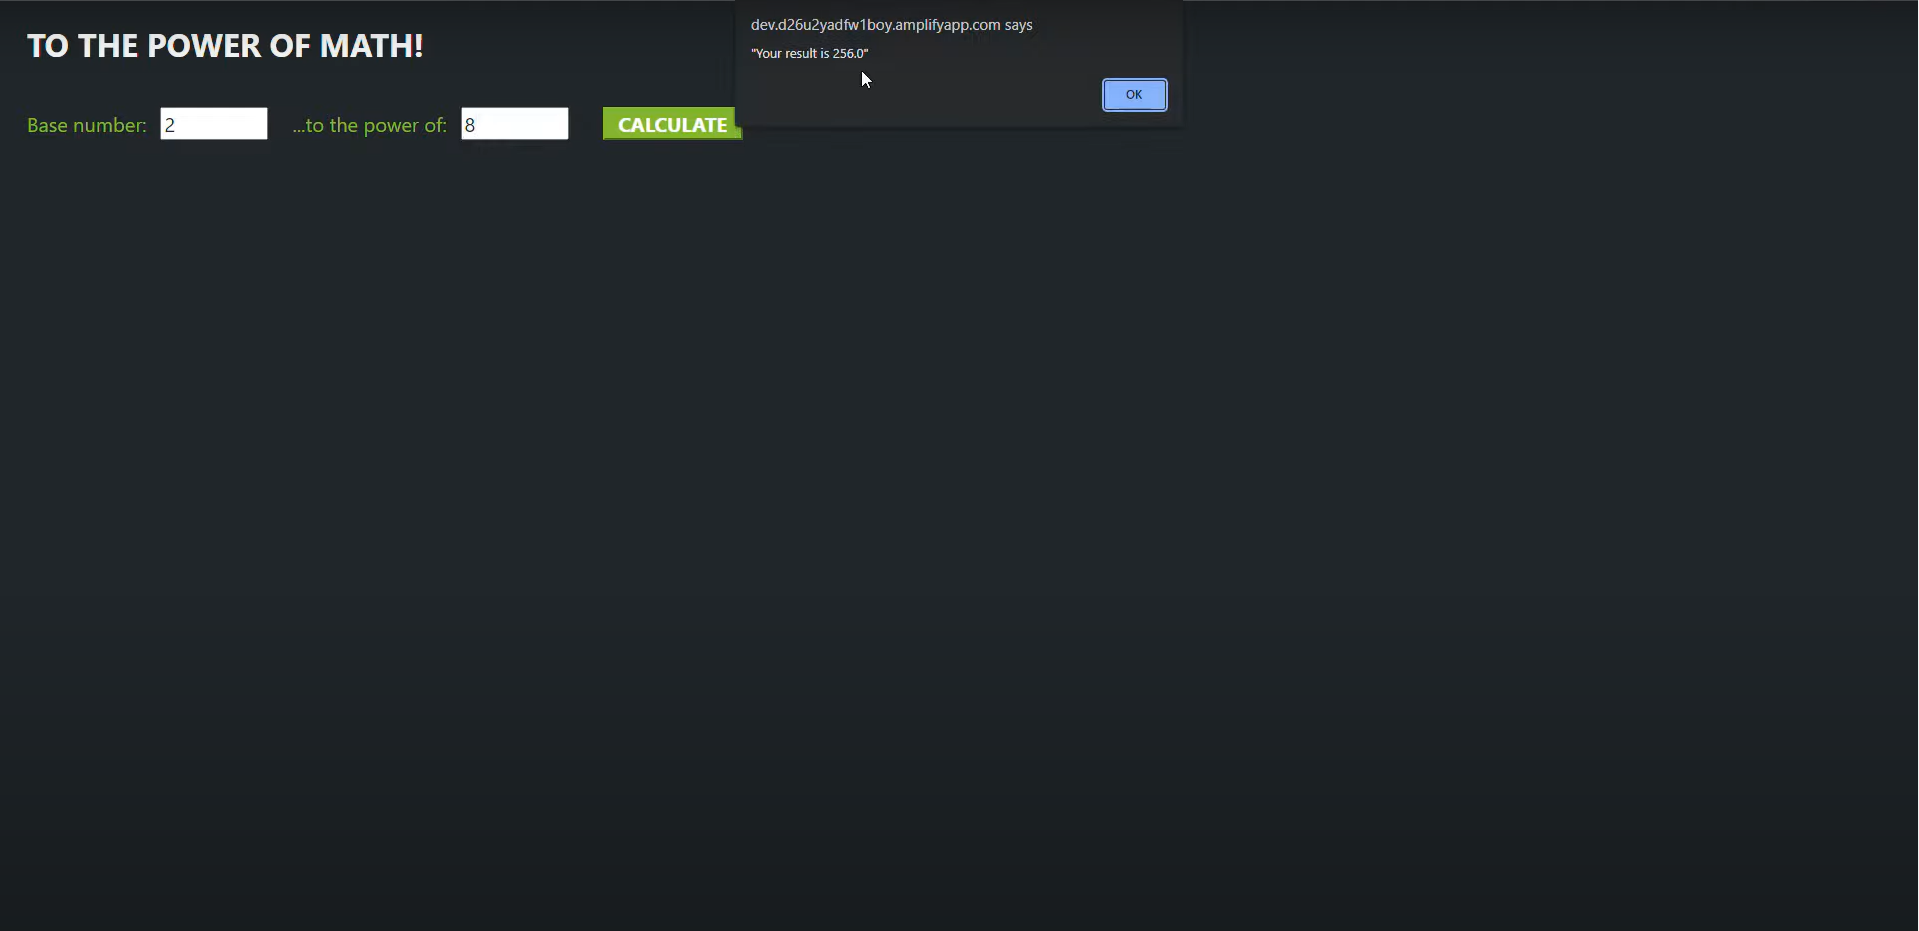 TO THE POWER OF MATH!
dev.d26u2yadfw1boy.amplifyapp.com says
"Your result is 256.0"
OK
Base number: 2 ...to the power of: 8 CALCULATE